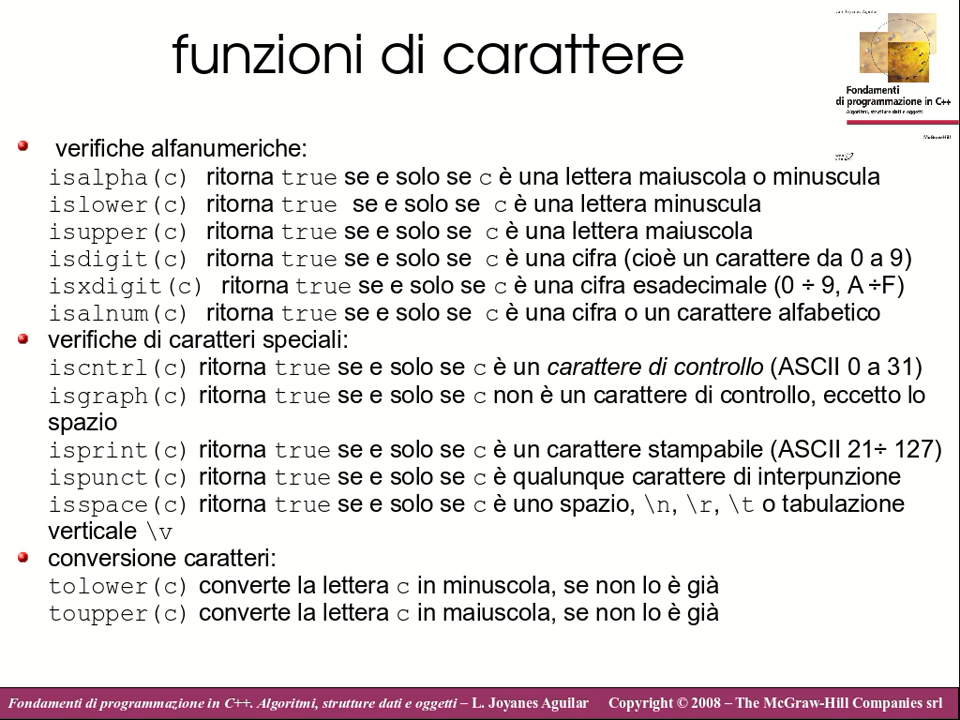 funzioni di carattere
Luis Joyanes Aguilar
Fondamenti
di programmazione in C++
Algoritmi, strutture dati e oggetti
McGraw-Hill
verifiche alfanumeriche:
isalpha(c) ritorna true se e solo se c è una lettera maiuscola o minuscula
islower(c) ritorna true se e solo se c è una lettera minuscula
isupper(c) ritorna true se e solo se c è una lettera maiuscola
isdigit(c) ritorna true se e solo se c è una cifra (cioè un carattere da 0 a 9)
isxdigit(c) ritorna true se e solo se c è una cifra esadecimale (0 ÷ 9, A ÷F)
isalnum(c) ritorna true se e solo se c è una cifra o un carattere alfabetico
verifiche di caratteri speciali:
iscntrl(c) ritorna true se e solo se c è un carattere di controllo (ASCII 0 a 31)
isgraph(c) ritorna true se e solo se c non è un carattere di controllo, eccetto lo
spazio
isprint(c) ritorna true se e solo se c è un carattere stampabile (ASCII 21÷ 127)
ispunct(c) ritorna true se e solo se c è qualunque carattere di interpunzione
isspace(c) ritorna true se e solo se c è uno spazio, \n, \r, \t o tabulazione
verticale \v
conversione caratteri:
tolower(c) converte la lettera c in minuscola, se non lo è già
toupper(c) converte la lettera c in maiuscola, se non lo è già
Fondamenti di programmazione in C++. Algoritmi, strutture dati e oggetti – L. Joyanes Aguilar Copyright © 2008 – The McGraw-Hill Companies srl